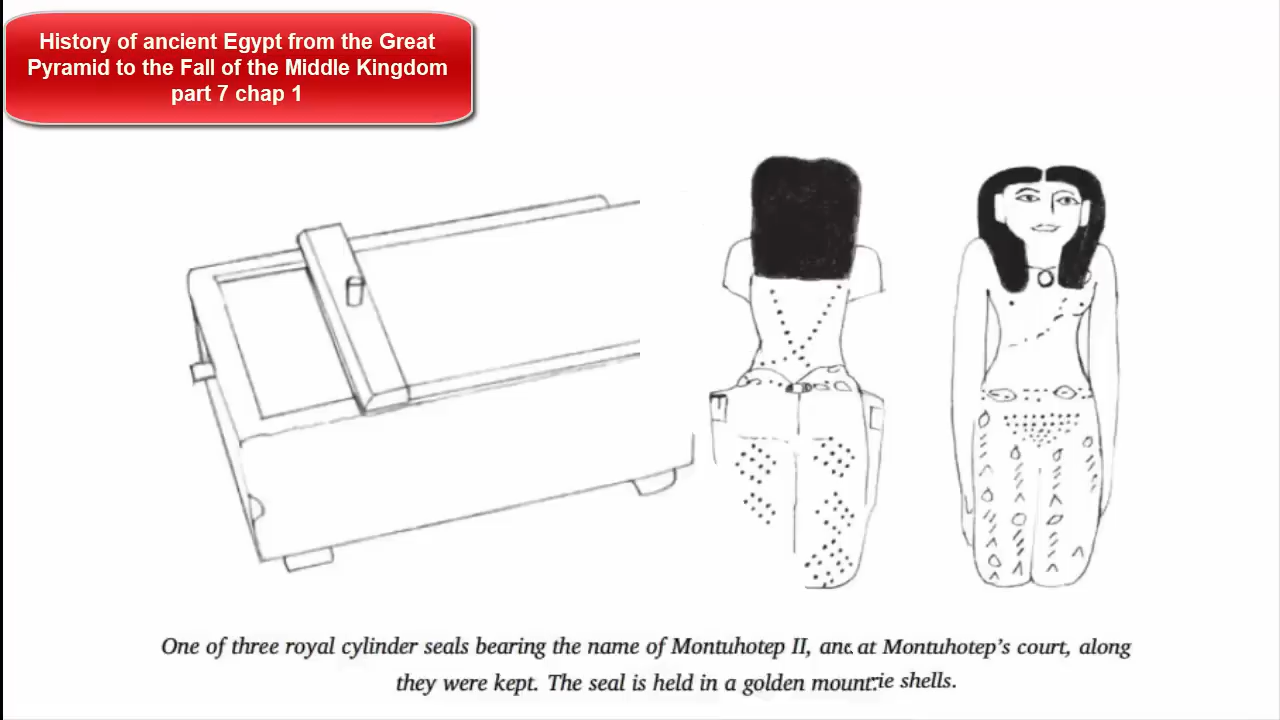 History of ancient Egypt from the Great
Pyramid to the Fall of the Middle Kingdom
part 7 chap 1
One of three royal cylinder seals bearing the name of Montuhotep II, at Montuhotep's court, along
they were kept. The seal is held in a golden shells.